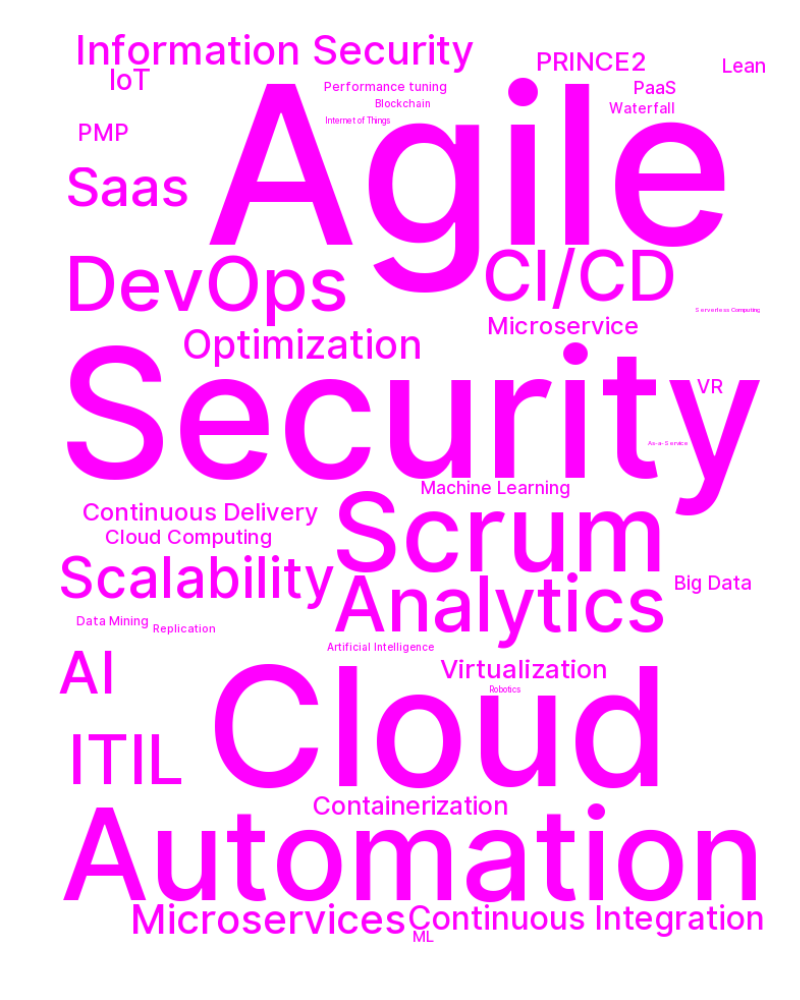 Information Security
PRINCE2
Lean
IoT
Performance tuning
PaaS
Blockchain
Waterfall
Internet of Things
PMP
Agile
Saas
DevOps
CI/CD
Serverless Computing
Microservice
Optimization
Security
VR
As-a-Service
Machine Learning
Continuous Delivery
Scrum
Cloud Computing
Scalability
Analytics
Big Data
Data Mining
Replication
Artificial Intelligence
AI
Virtualization
Robotics
Cloud
ITIL
Containerization
Automation
Microservices
Continuous Integration
ML